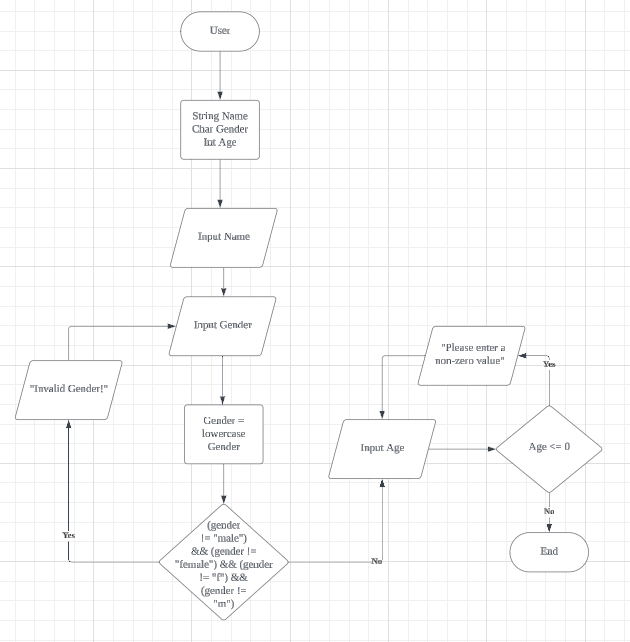 User
String Name
Char Gender
Int Age
Input Name
Input Gender
"Invalid Gender!"
Gender =
lowercase
Gender
Yes
(gender
!= "male")
&& (gender !=
"female") && (gender
!= "f") &&
(gender !=
"m")
No
Input Age
"Please enter a
non-zero value"
Yes
Age <= 0
No
End